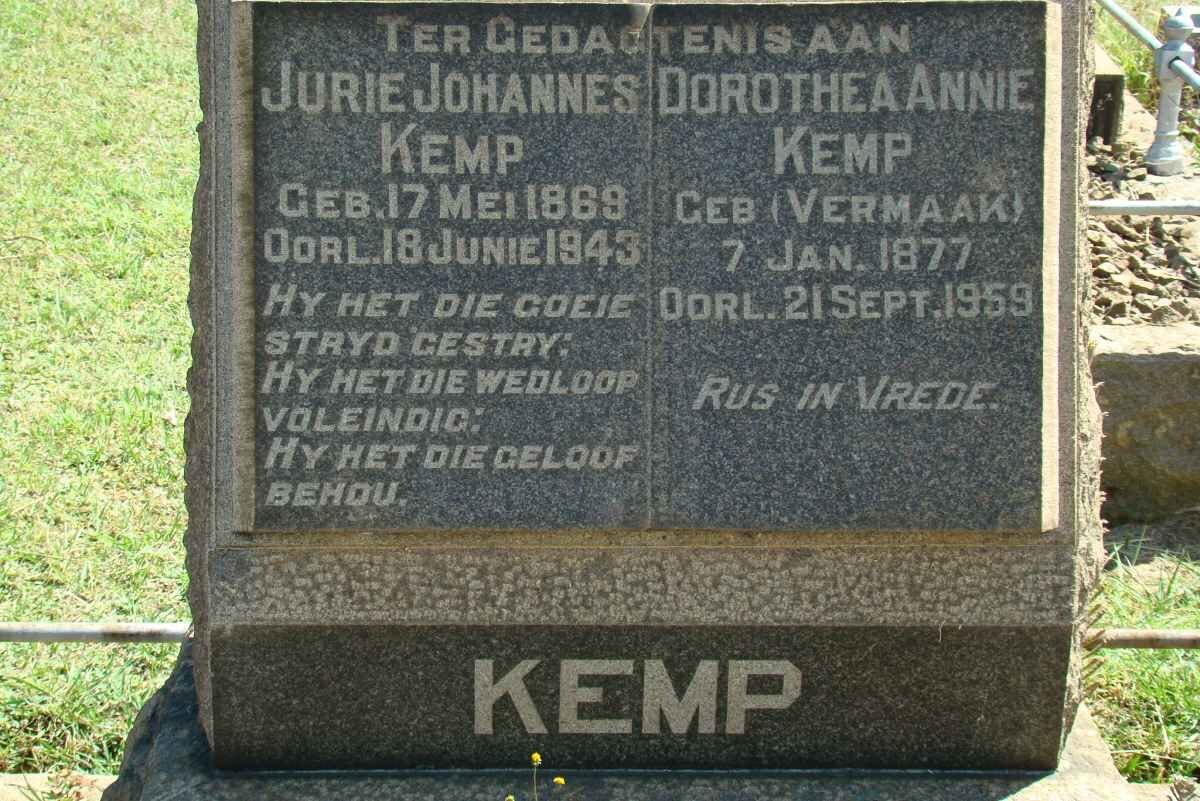 TER GEDAGTENIS AAN
JURIE JOHANNES
KEMP
GEB. 17 MEI 1869
OORL. 18 JUNIE 1943
HY HET DIE GOEIE
STRYD GESTRY:
HY HET DIE WEDLOOP
VOLEINDIG:
HY HET DIE GELOOF
BEHOU.
DOROTHEA ANNIE
KEMP
GEB (VERMAAK)
7 JAN. 1877
OORL. 21 SEPT. 1959
RUS IN VREDE.
KEMP